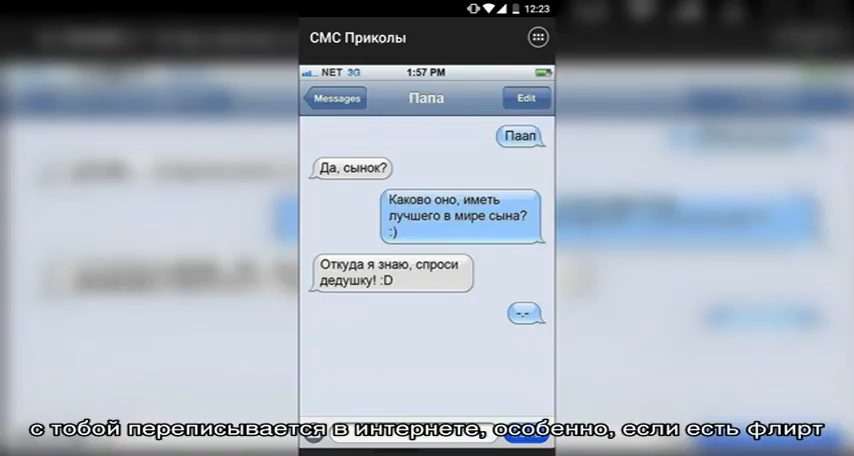 12:23
СМС Приколы
NET 3G 1:57 PM
Messages Папа Edit
Паап
Да, сынок?
Каково оно, иметь
лучшего в мире сына?
:)
Откуда я знаю, спроси
дедушку! :D
-.-
с тобой переписывается в интернете, особенно, если есть флирт